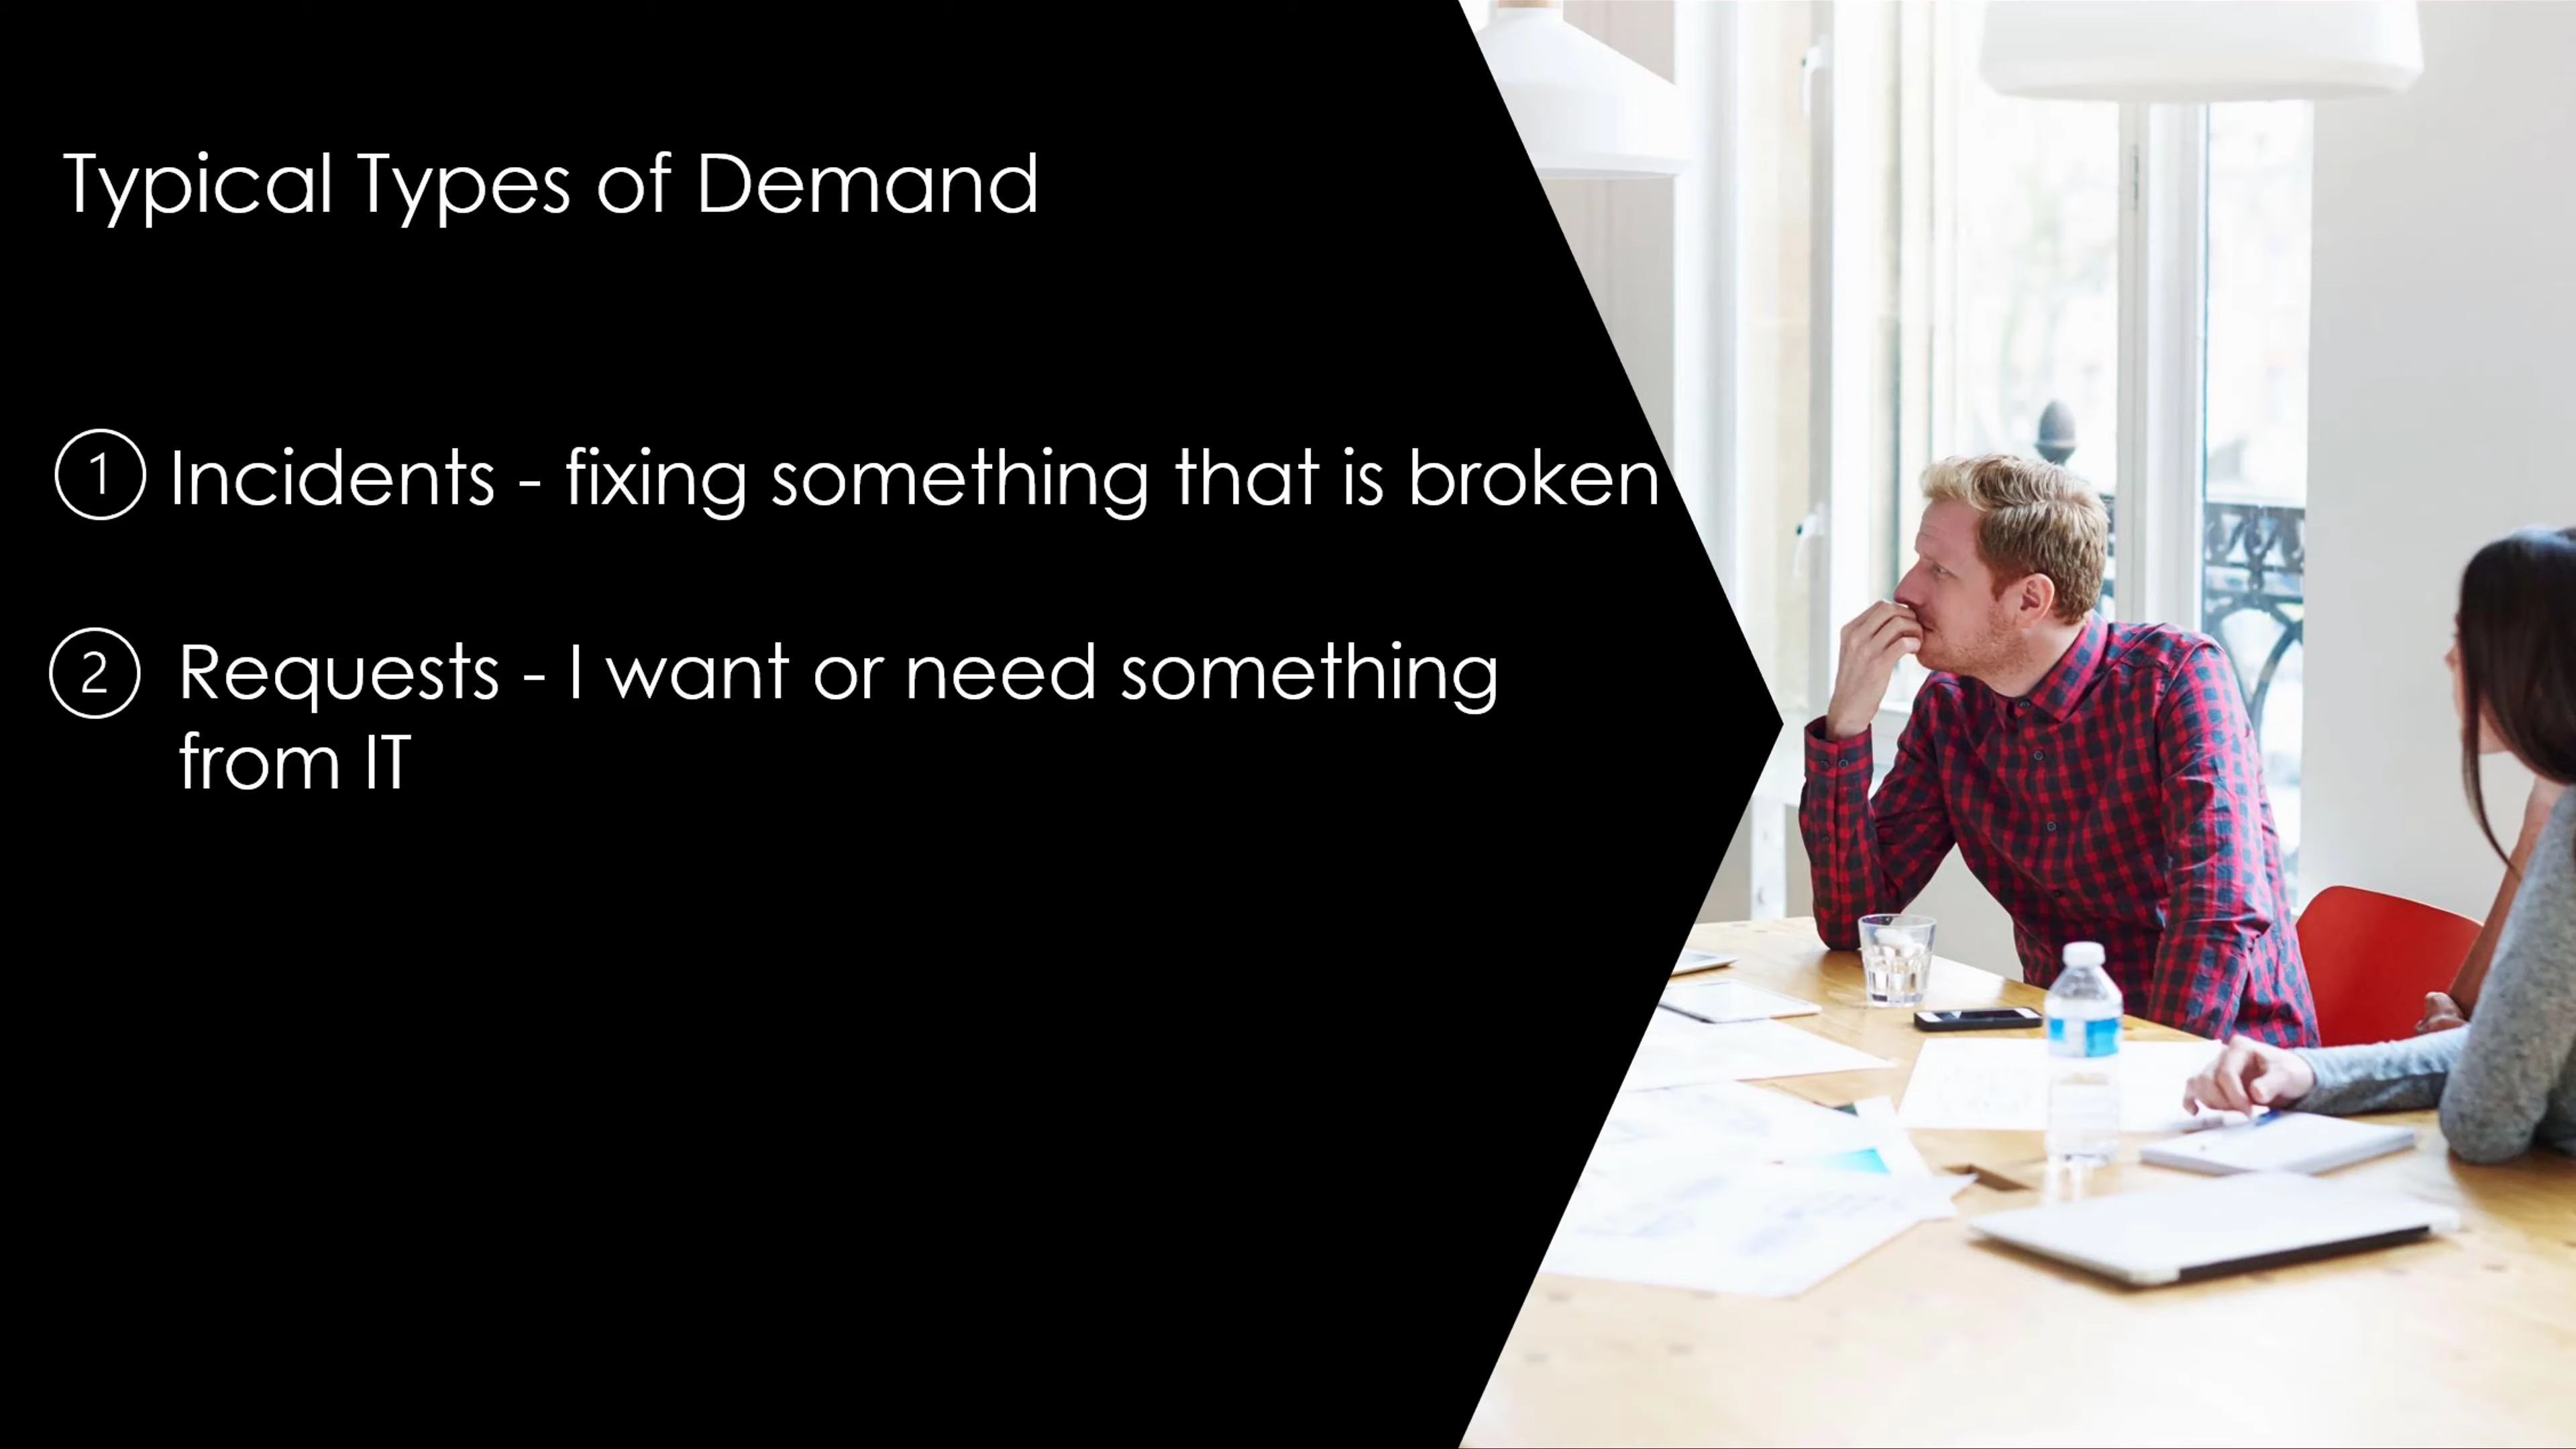 Typical Types of Demand
1 Incidents - fixing something that is broken
2 Requests - I want or need something
from IT